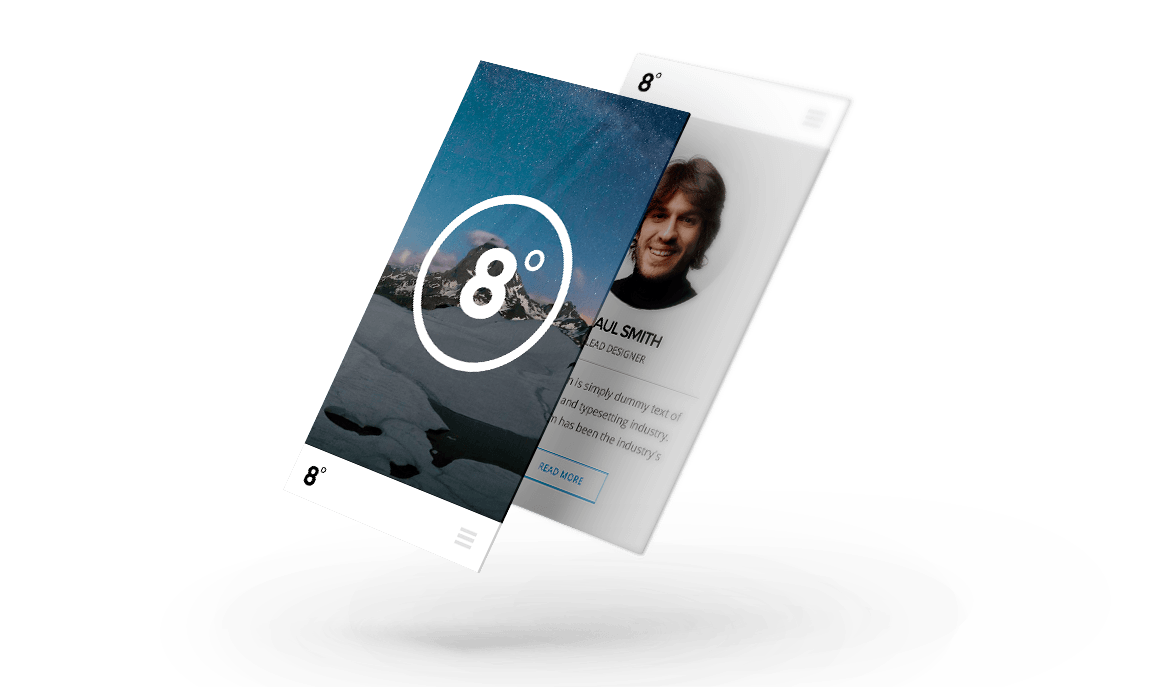 8°
8°
8°
AUL SMITH
LEAD DESIGNER
is simply dummy text of
and typesetting industry.
has been the industry's
READ MORE